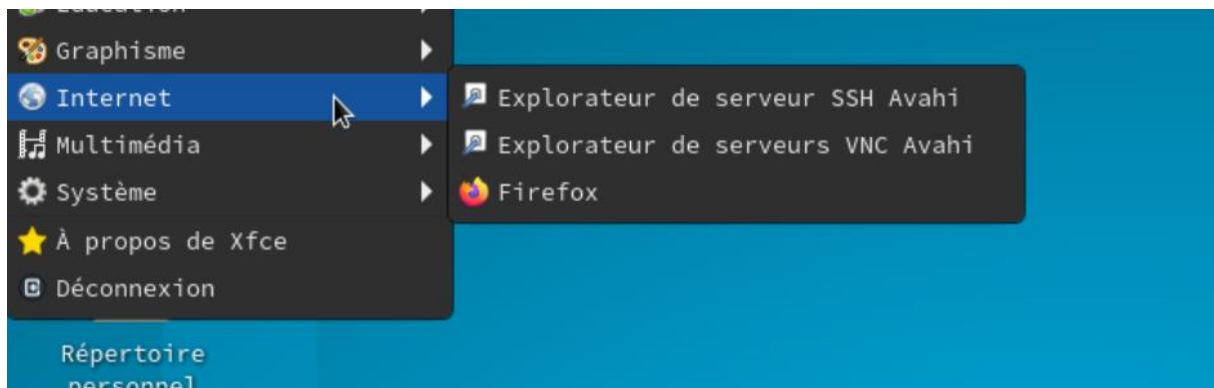 Graphisme
Internet
Explorateur de serveur SSH Avahi
Multimédia
Explorateur de serveurs VNC Avahi
Système
Firefox
À propos de Xfce
Déconnexion
Répertoire
personnel